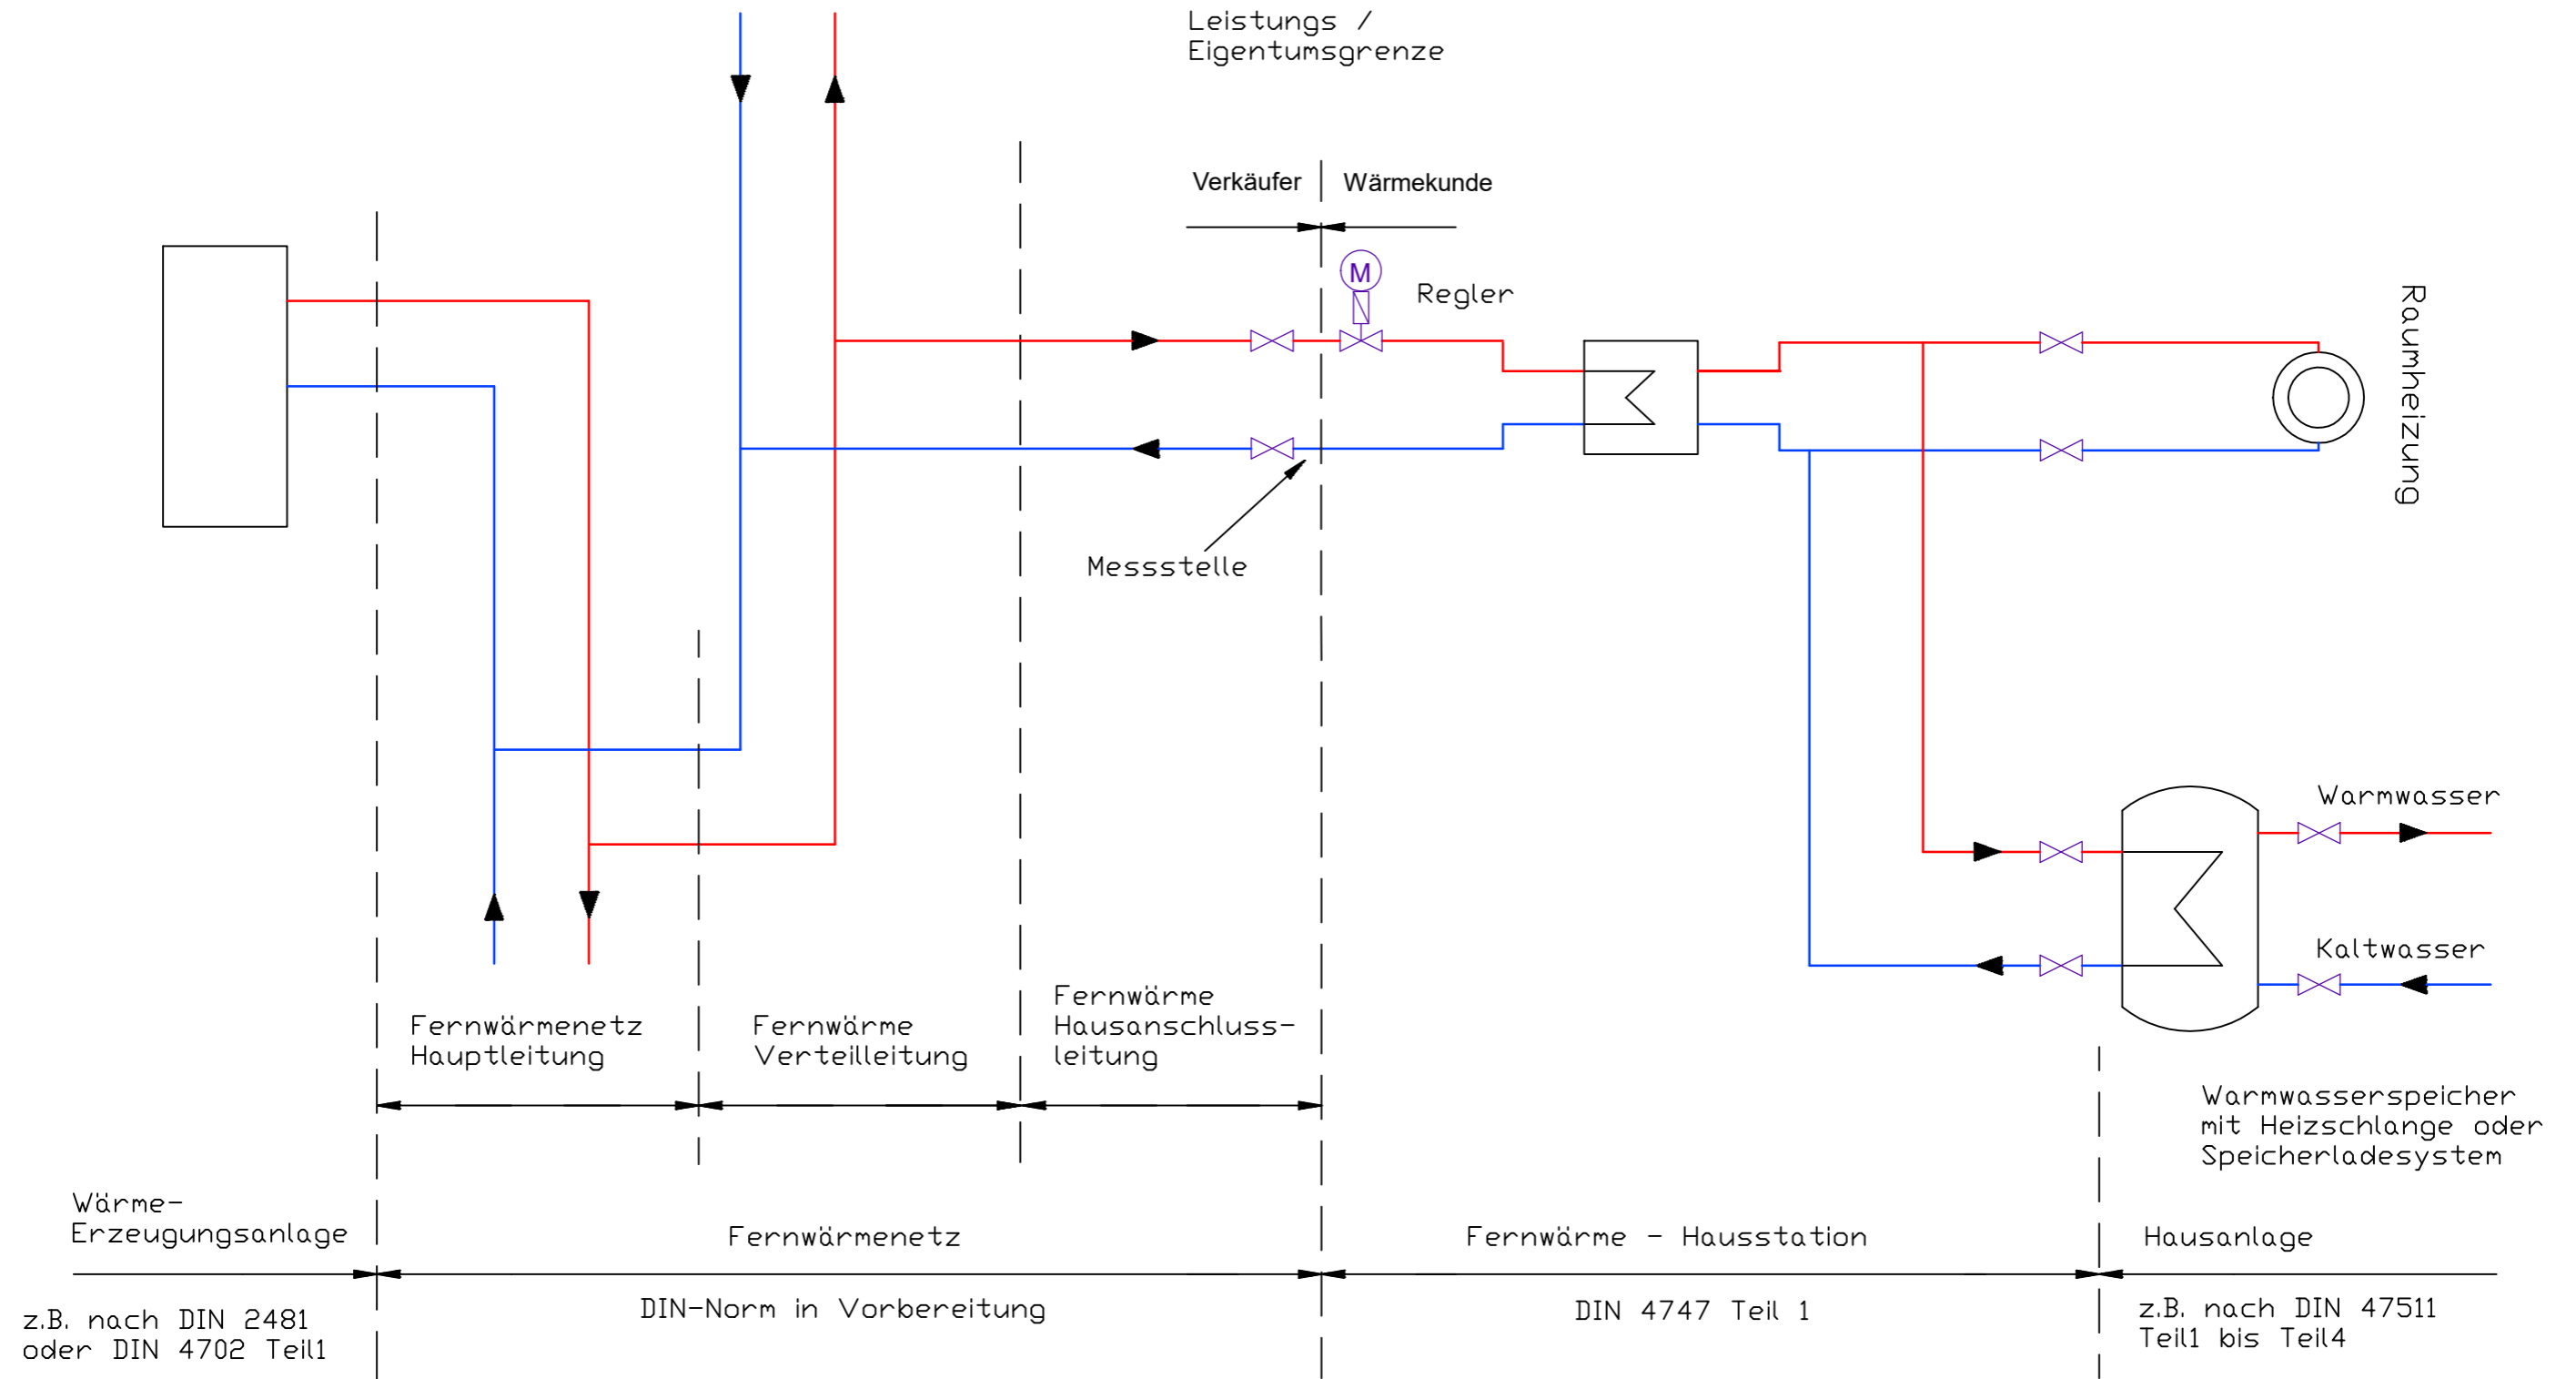 Leistungs /
Eigentumsgrenze
Verkäufer
Wärmekunde
M
Regler
Raumheizung
Messstelle
Warmwasser
Kaltwasser
Fernwärmenetz
Hauptleitung
Fernwärme
Verteilleitung
Fernwärme
Hausanschluss-
leitung
Warmwasserspeicher
mit Heizschlange oder
Speicherladesystem
Wärme-
Erzeugungsanlage
Fernwärmenetz
Fernwärme - Hausstation
Hausanlage
z.B. nach DIN 2481
oder DIN 4702 Teil1
DIN-Norm in Vorbereitung
DIN 4747 Teil 1
z.B. nach DIN 47511
Teil1 bis Teil4